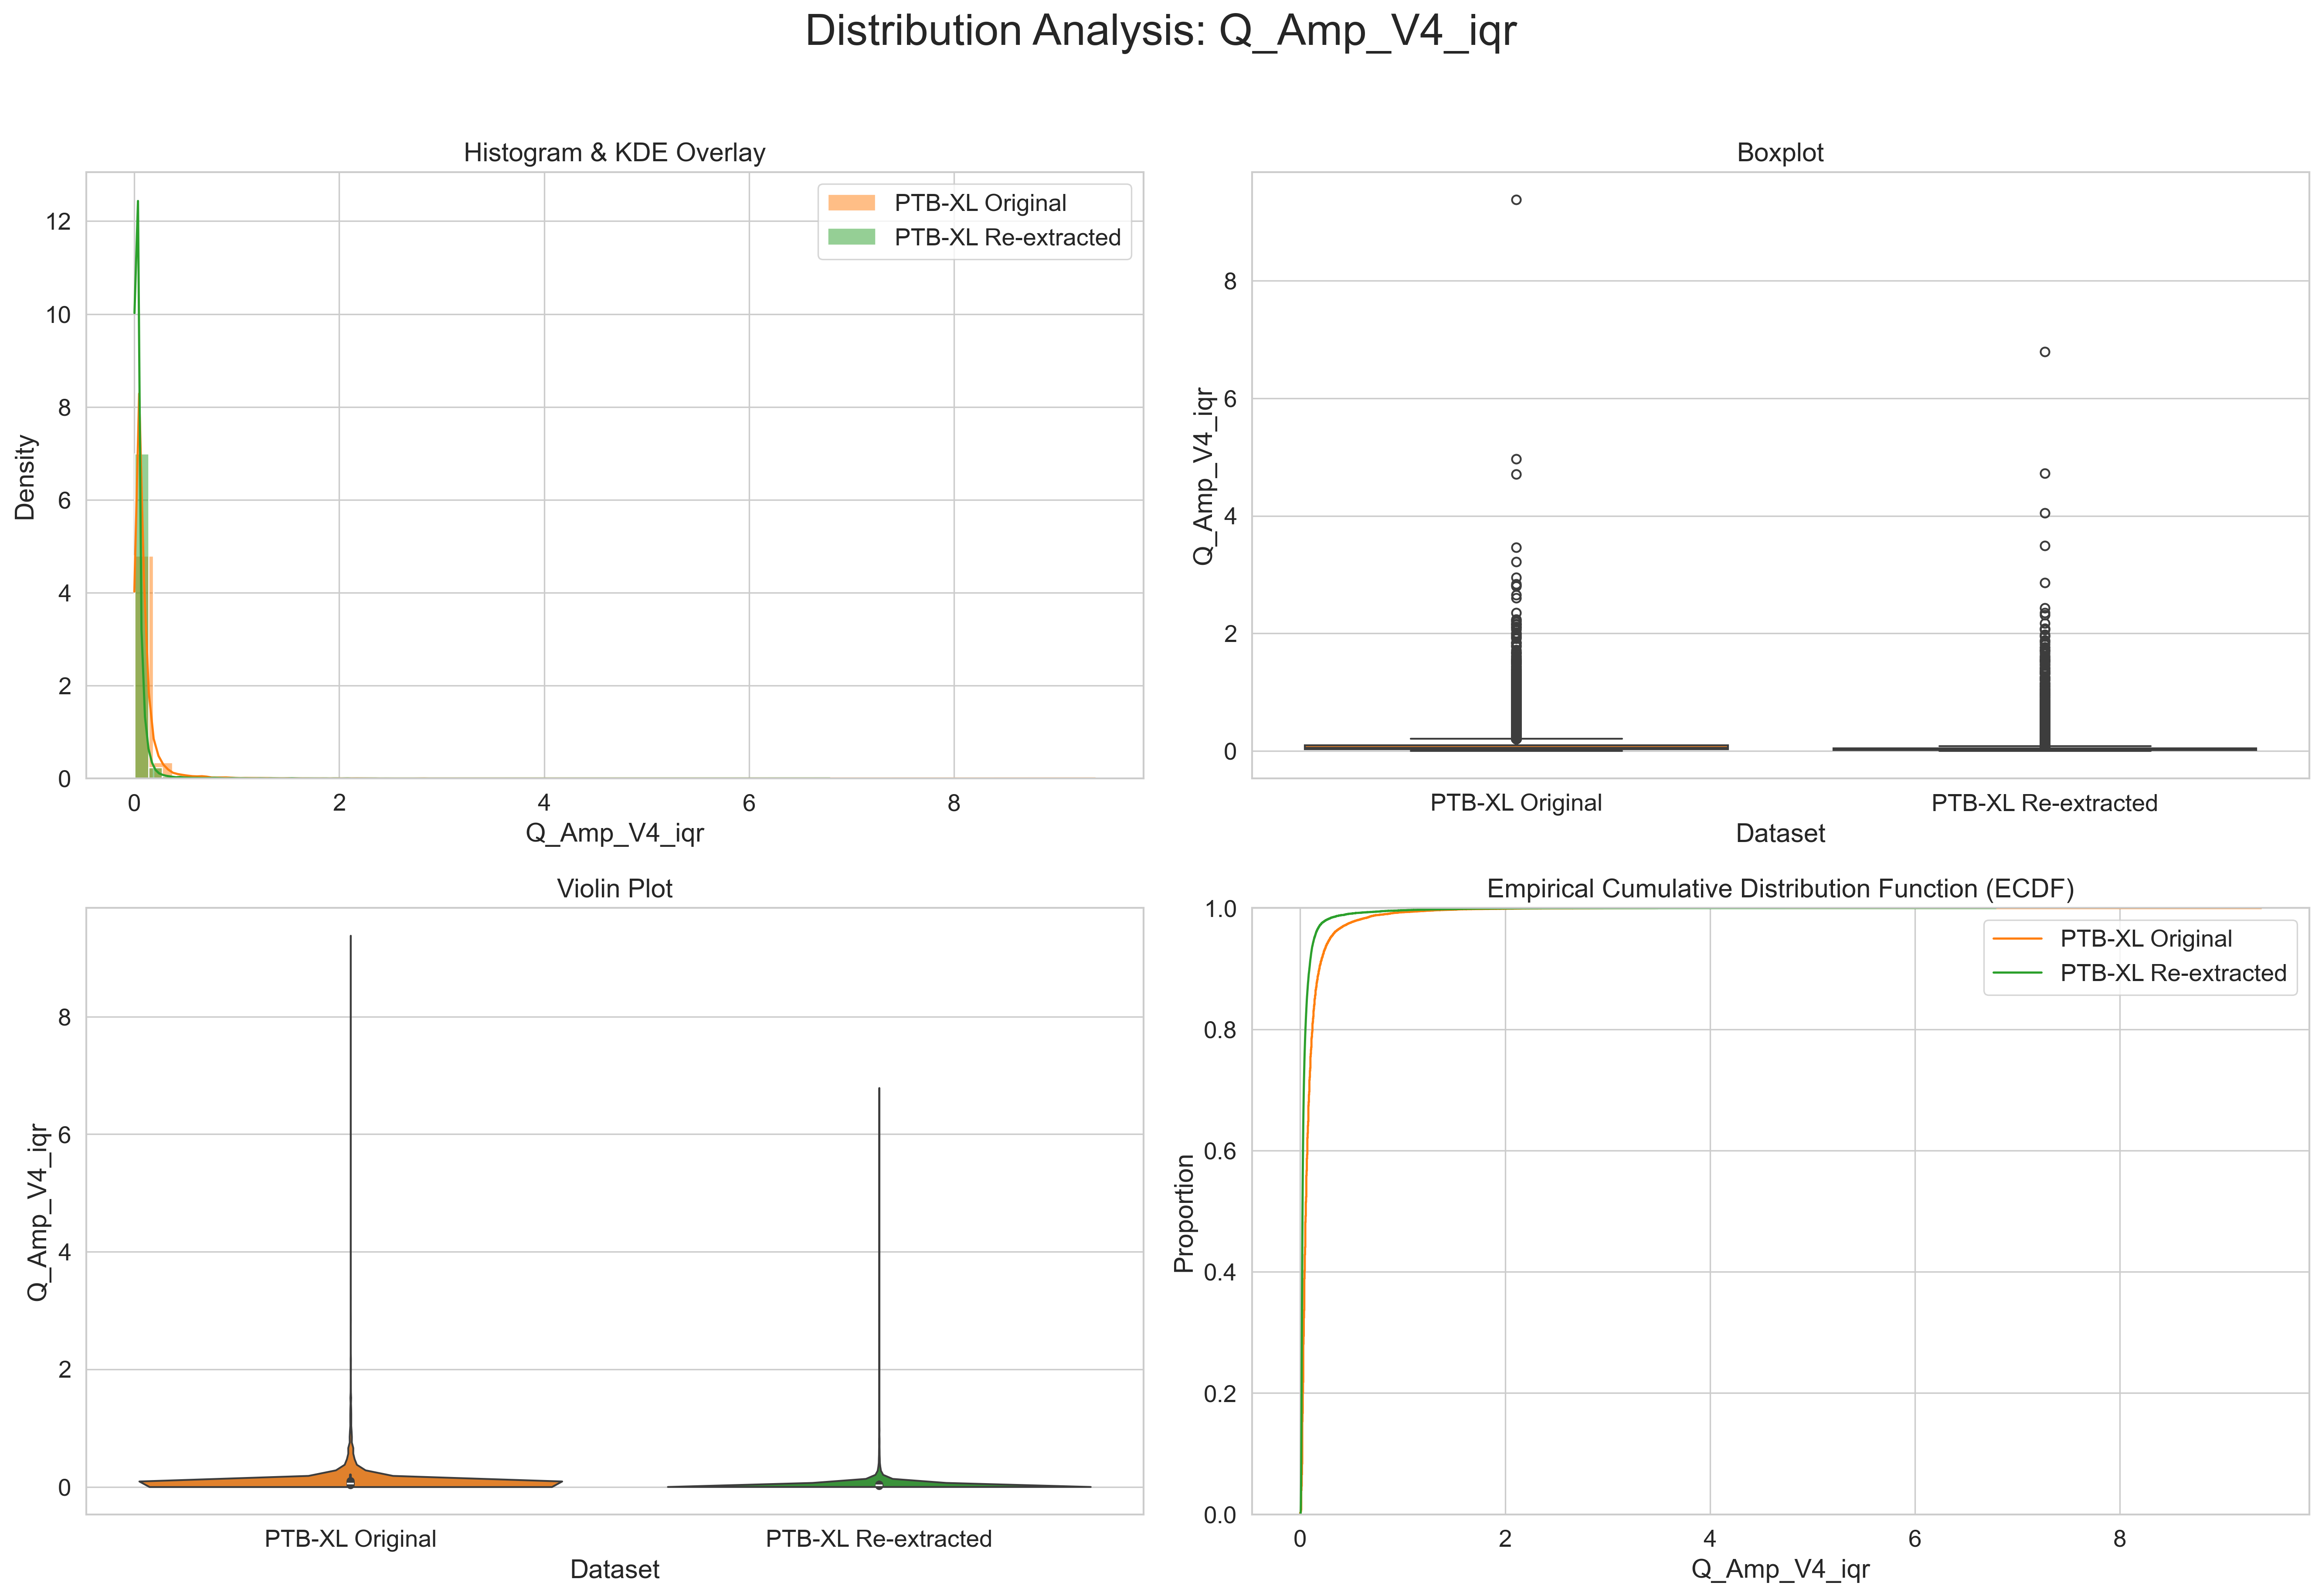 Distribution Analysis: Q_Amp_V4_iqr
Histogram & KDE Overlay
PTB-XL Original
PTB-XL Re-extracted
12
10
8
6
4
2
0
Density
0 2 4 6 8
Q_Amp_V4_iqr
Boxplot
8
6
4
2
0
Q_Amp_V4_iqr
PTB-XL Original PTB-XL Re-extracted
Dataset
Violin Plot
8
6
4
2
0
Q_Amp_V4_iqr
PTB-XL Original PTB-XL Re-extracted
Dataset
Empirical Cumulative Distribution Function (ECDF)
PTB-XL Original
PTB-XL Re-extracted
1.0
0.8
0.6
0.4
0.2
0.0
Proportion
0 2 4 6 8
Q_Amp_V4_iqr